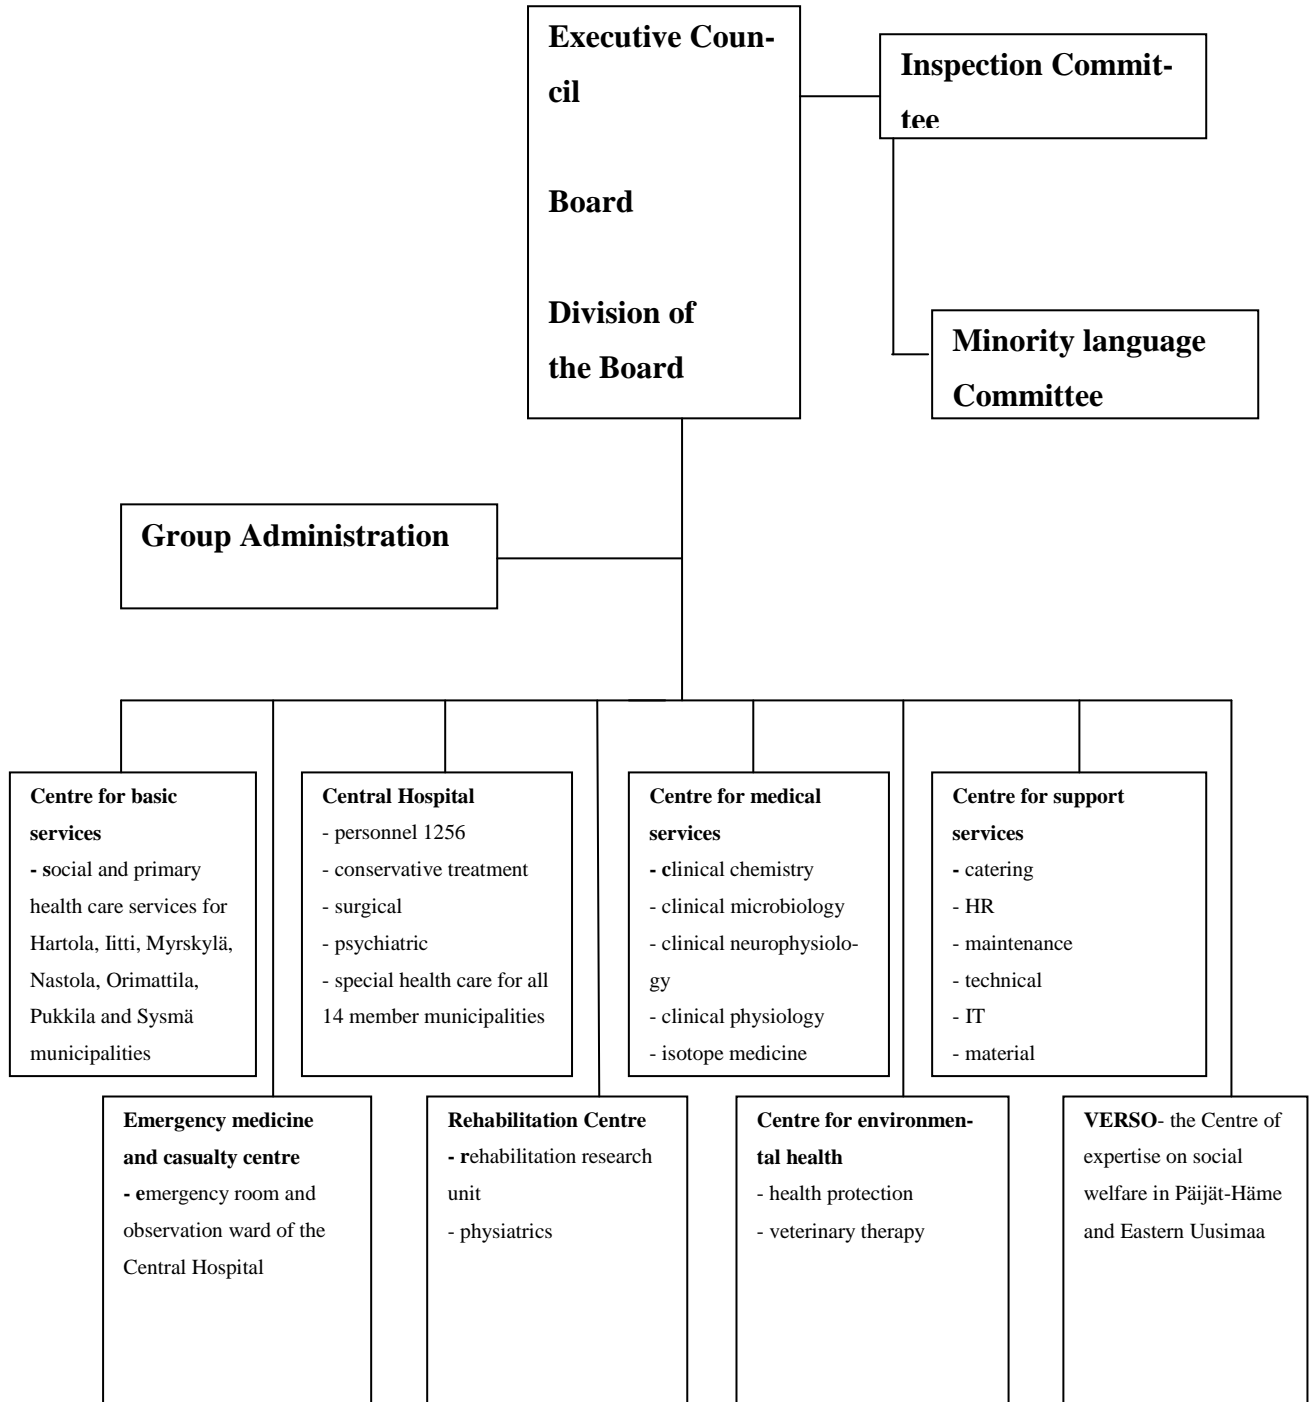 Executive Coun-
cil
Board
Division of
the Board
Inspection Commit-
tee
Minority language
Committee
Group Administration
Centre for basic
services
- social and primary
health care services for
Hartola, Iitti, Myrskylä,
Nastola, Orimattila,
Pukkila and Sysmä
municipalities
Central Hospital
- personnel 1256
- conservative treatment
- surgical
- psychiatric
- special health care for all
14 member municipalities
Centre for medical
services
- clinical chemistry
- clinical microbiology
- clinical neurophysiolo-
gy
- clinical physiology
- isotope medicine
Centre for support
services
- catering
- HR
- maintenance
- technical
- IT
- material
Emergency medicine
and casualty centre
- emergency room and
observation ward of the
Central Hospital
Rehabilitation Centre
- rehabilitation research
unit
- physiatrics
Centre for environmen-
tal health
- health protection
- veterinary therapy
VERSO- the Centre of
expertise on social
welfare in Päijät-Häme
and Eastern Uusimaa